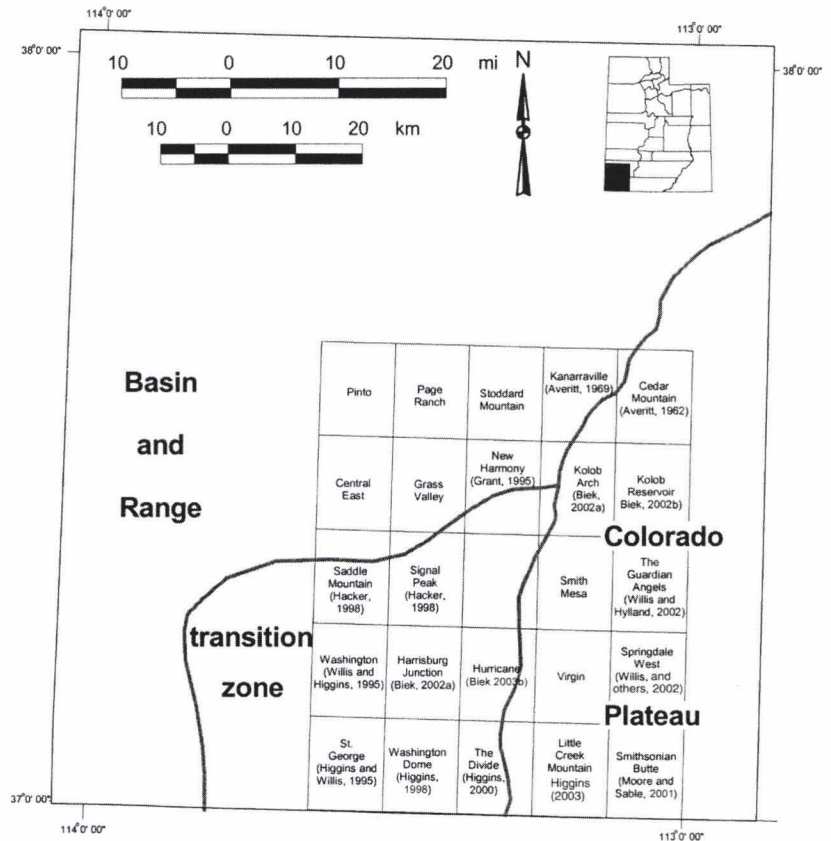 114°0' 00"
113°0' 00"
38°0' 00"
38°0' 00"
10 0 10 20 mi
N
10 0 10 20 km
Basin
and
Range
Pinto
Page
Ranch
Stoddard
Mountain
Kanarraville
(Averitt, 1969)
Cedar
Mountain
(Averitt, 1962)
Central
East
Grass
Valley
New
Harmony
(Grant, 1995)
Kolob
Arch
(Biek,
2002a)
Kolob
Reservoir
Biek, 2002b)
Colorado
Saddle
Mountain
(Hacker,
1998)
Signal
Peak
(Hacker,
1998)
Smith
Mesa
The
Guardian
Angels
(Willis and
Hylland, 2002)
transition
zone
Washington
(Willis and
Higgins, 1995)
Harrisburg
Junction
(Biek, 2002a)
Hurricane
(Biek 2003b)
Virgin
Springdale
West
(Willis, and
others, 2002)
Plateau
St.
George
(Higgins and
Willis, 1995)
Washington
Dome
(Higgins,
1998)
The
Divide
(Higgins,
2000)
Little
Creek
Mountain
Higgins
(2003)
Smithsonian
Butte
(Moore and
Sable, 2001)
37°0' 00"
114°0' 00"
113°0' 00"